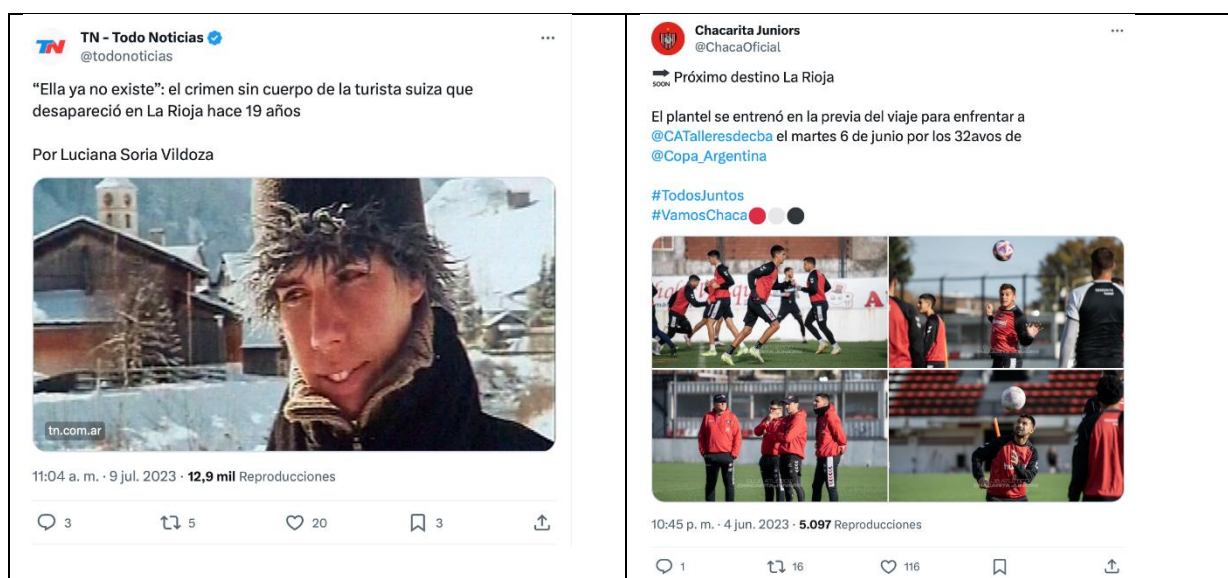 TN - Todo Noticias
@todonoticias
“Ella ya no existe”: el crimen sin cuerpo de la turista suiza que
desapareció en La Rioja hace 19 años
Por Luciana Soria Vildoza
tn.com.ar
11:04 a. m. · 9 jul. 2023 · 12,9 mil Reproducciones
3 5 20 3
Chacarita Juniors
@ChacaOficial
SOON Próximo destino La Rioja
El plantel se entrenó en la previa del viaje para enfrentar a
@CATalleresdecba el martes 6 de junio por los 32avos de
@Copa_Argentina
#TodosJuntos
#VamosChaca
10:45 p. m. · 4 jun. 2023 · 5.097 Reproducciones
1 16 116